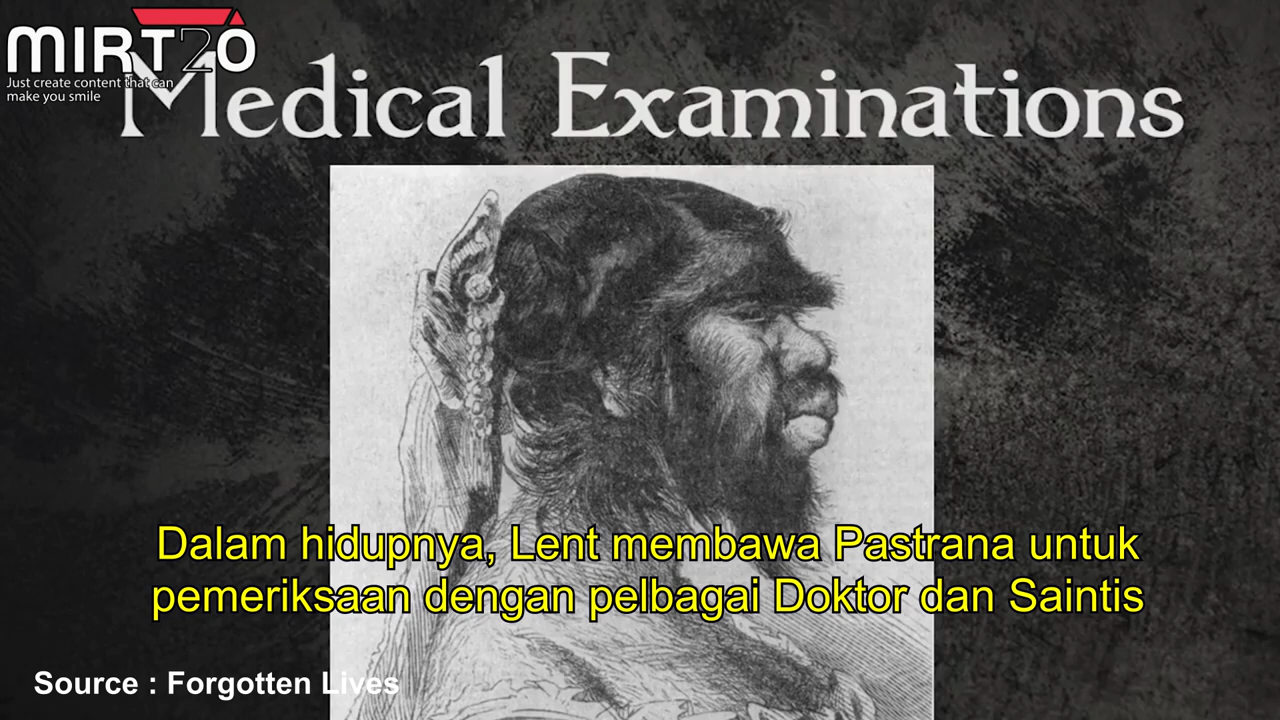 MIRT20
Just create content that can
make you smile
Medical Examinations
Dalam hidupnya, Lent membawa Pastrana untuk
pemeriksaan dengan pelbagai Doktor dan Saintis
Source : Forgotten Lives